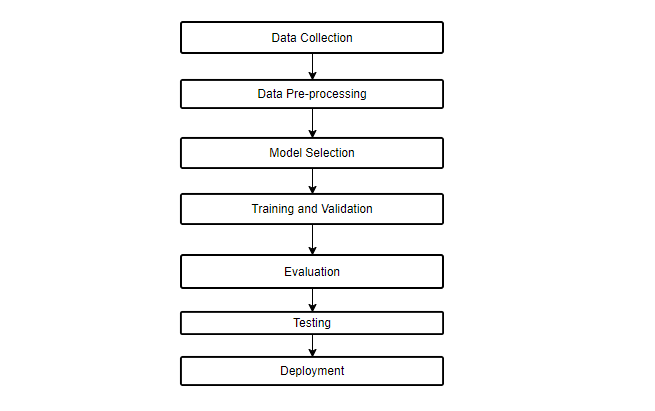 Data Collection
Data Pre-processing
Model Selection
Training and Validation
Evaluation
Testing
Deployment